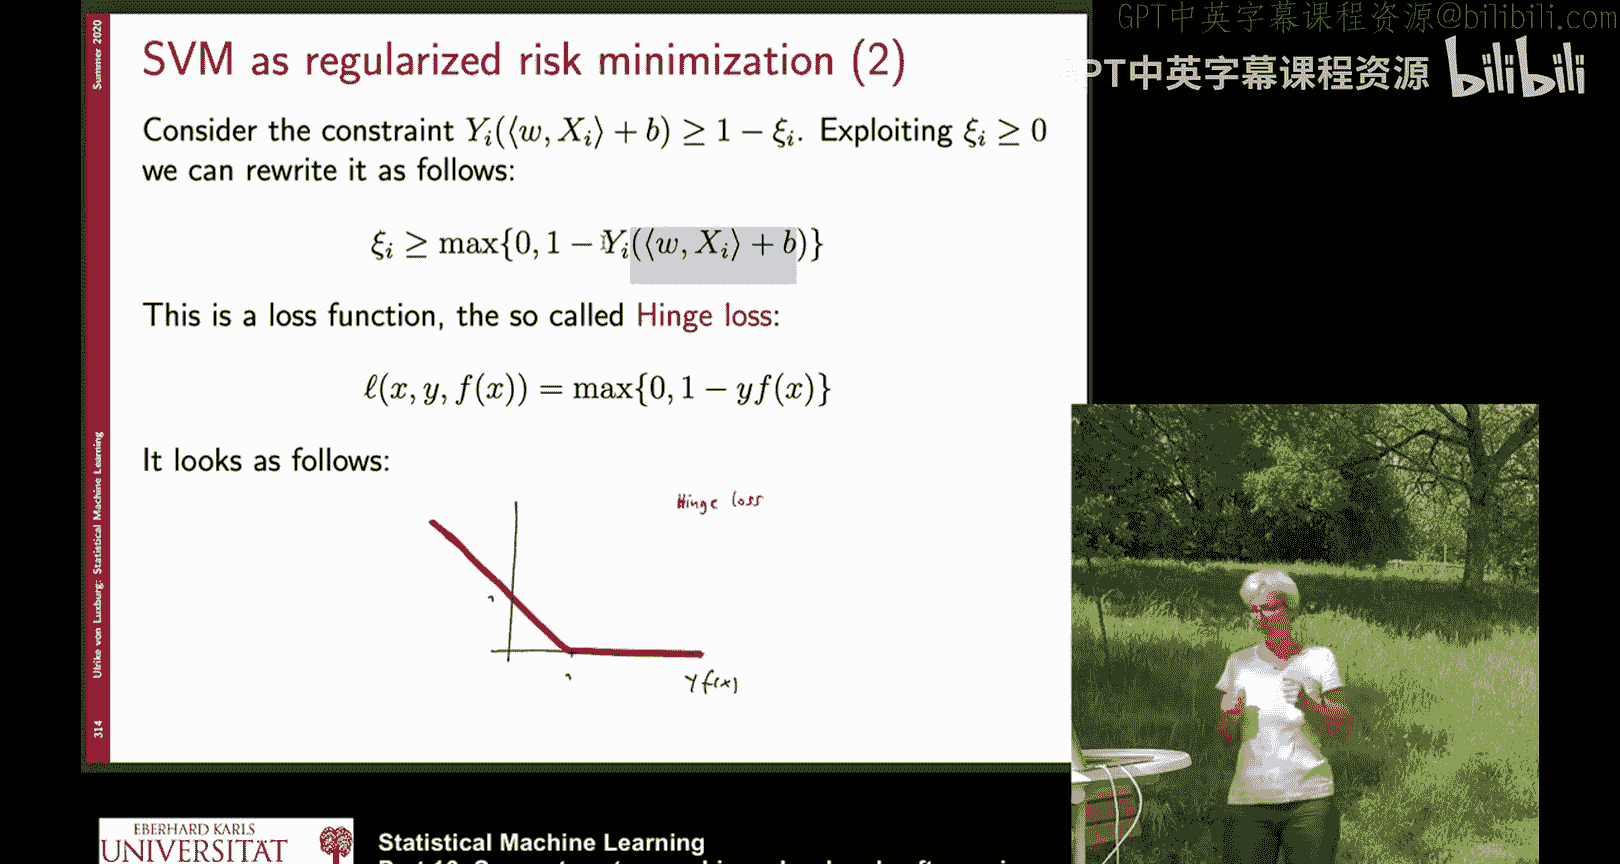 GPT中英字幕课程资源@bilibili.com
PT中英字幕课程资源 bilibili
Summer 2020
SVM as regularized risk minimization (2)
Consider the constraint Yᵢ(⟨w, Xᵢ⟩ + b) ≥ 1 − ξᵢ. Exploiting ξᵢ ≥ 0
we can rewrite it as follows:
ξᵢ ≥ max{0, 1 − Yᵢ(⟨w, Xᵢ⟩ + b)}
This is a loss function, the so called Hinge loss:
ℓ(x, y, f(x)) = max{0, 1 − yf(x)}
It looks as follows:
Hinge loss
Y f(x)
Ulrike von Luxburg: Statistical Machine Learning
314
EBERHARD KARLS
UNIVERSITÄT
Statistical Machine Learning